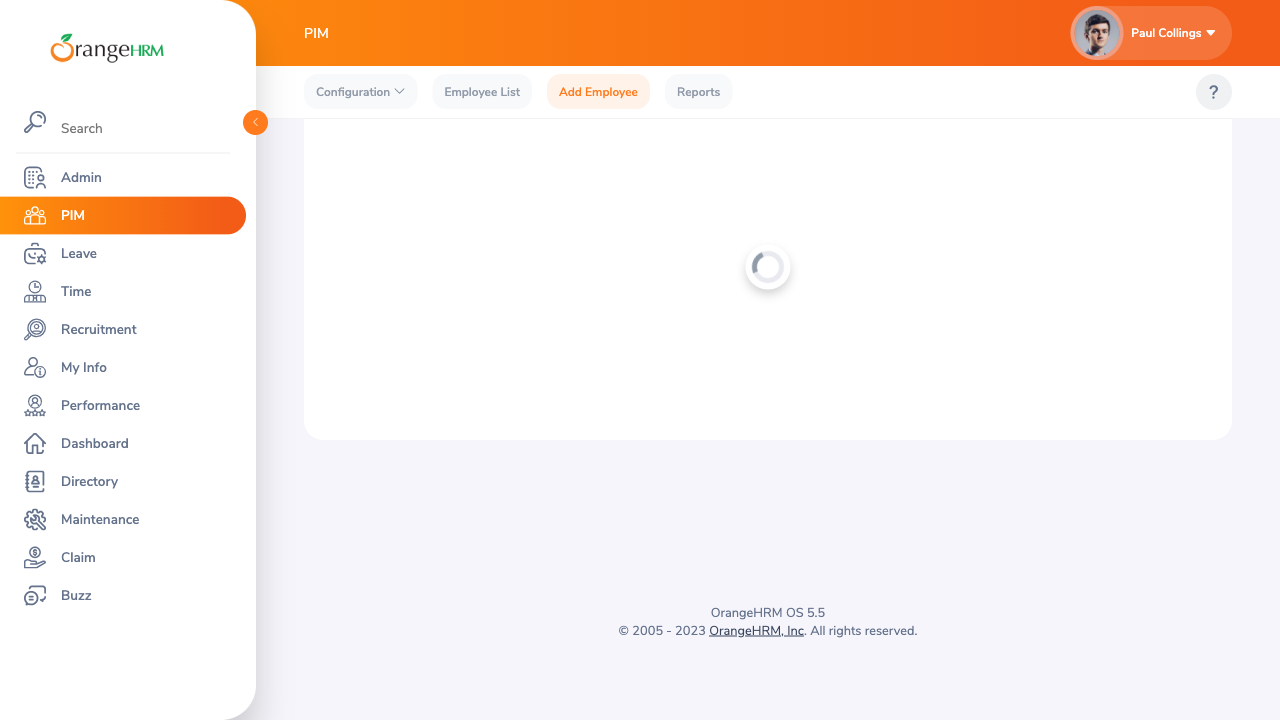 OrangeHRM
PIM
Paul Collings
Configuration
Employee List
Add Employee
Reports
?
Search
Admin
PIM
Leave
Time
Recruitment
My Info
Performance
Dashboard
Directory
Maintenance
Claim
Buzz
OrangeHRM OS 5.5
© 2005 - 2023 OrangeHRM, Inc. All rights reserved.